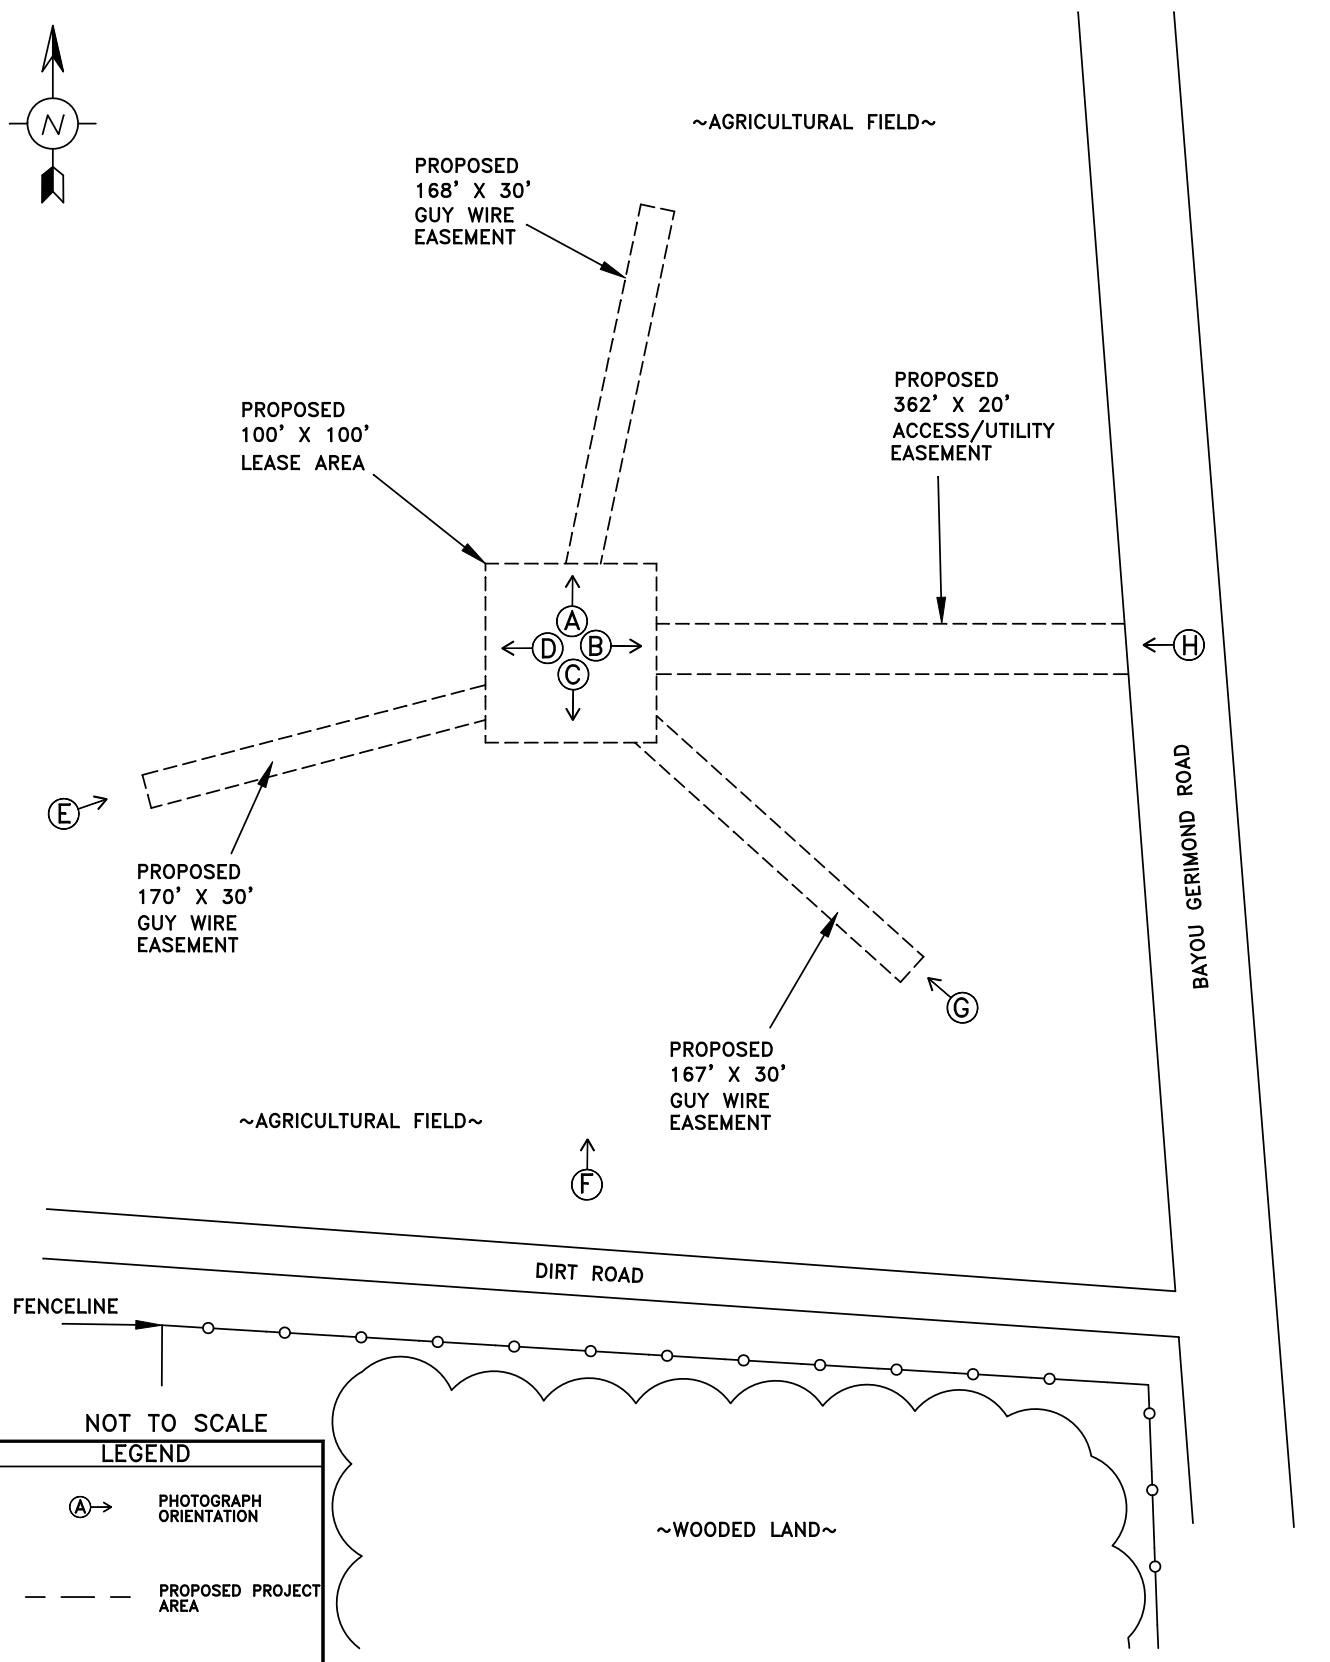 N
~AGRICULTURAL FIELD~
PROPOSED
168' X 30'
GUY WIRE
EASEMENT
PROPOSED
362' X 20'
ACCESS/UTILITY
EASEMENT
PROPOSED
100' X 100'
LEASE AREA
A
D
B
C
H
E
BAYOU GERIMOND ROAD
PROPOSED
170' X 30'
GUY WIRE
EASEMENT
G
PROPOSED
167' X 30'
GUY WIRE
EASEMENT
~AGRICULTURAL FIELD~
F
DIRT ROAD
FENCELINE
NOT TO SCALE
LEGEND
A
PHOTOGRAPH
ORIENTATION
PROPOSED PROJECT
AREA
~WOODED LAND~